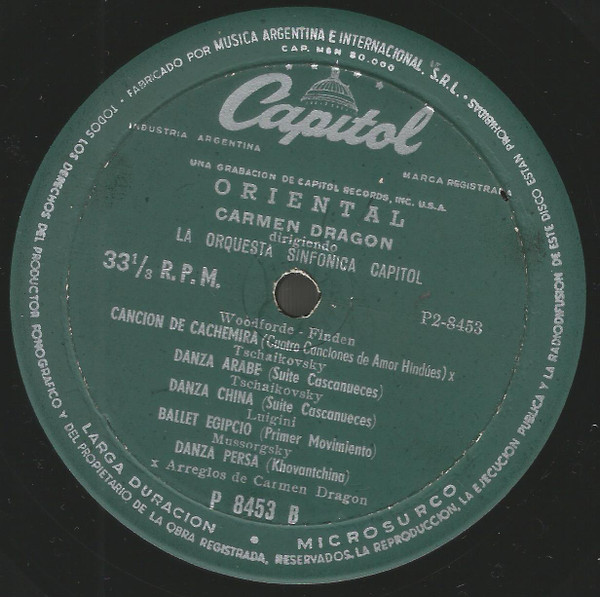 FABRICADO POR MUSICA ARGENTINA E INTERNACIONAL, S.R.L. •
CAP. M$N 50.000
Capitol
INDUSTRIA ARGENTINA
MARCA REGISTRADA
UNA GRABACION DE CAPITOL RECORDS, INC. U.S.A.
ORIENTAL
CARMEN DRAGON
dirigiendo
LA ORQUESTA SINFONICA CAPITOL
33⅓ R.P.M.
P2-8453
Woodforde - Finden
CANCION DE CACHEMIRA (Cuatro Canciones de Amor Hindúes) x
Tschaikovsky
DANZA ARABE (Suite Cascanueces)
Tschaikovsky
DANZA CHINA (Suite Cascanueces)
Luigini
BALLET EGIPCIO (Primer Movimiento)
Mussorgsky
DANZA PERSA (Khovantchina)
x Arreglos de Carmen Dragon
P 8453 B
LARGA DURACION • MICROSURCO
TODOS LOS DERECHOS DEL PRODUCTOR FONOGRAFICO Y DEL PROPIETARIO DE LA OBRA REGISTRADA, RESERVADOS. LA REPRODUCCION, LA EJECUCION PUBLICA Y LA RADIODIFUSION DE ESTE DISCO ESTAN PROHIBIDAS •